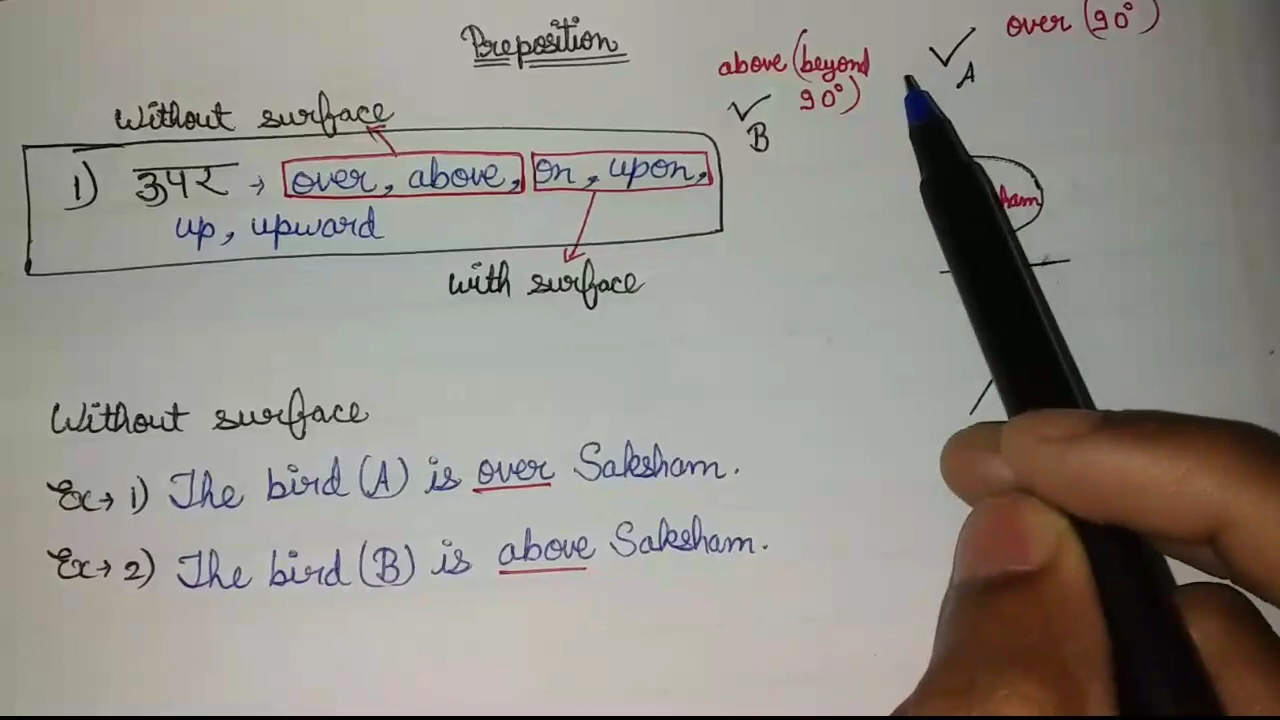 Preposition
over (90°)
above (beyond
90°)
A
B
Without surface
1) ऊपर → over, above, on, upon,
up, upward
with surface
Without surface
Ex→ 1) The bird (A) is over Saksham.
Ex→ 2) The bird (B) is above Saksham.